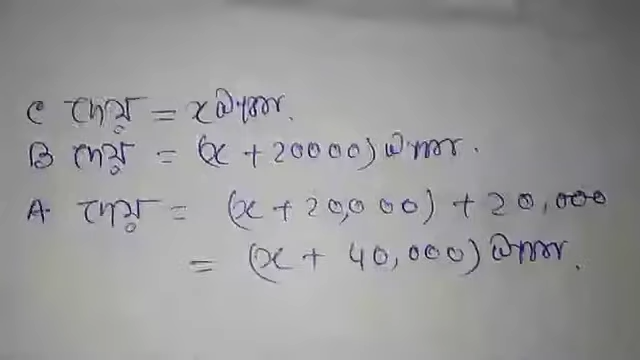 C দেয় = x টাকা.
B দেয় = (x + 20000) টাকা.
A. দেয় = (x + 20,000) + 20,000
= (x + 40,000) টাকা.